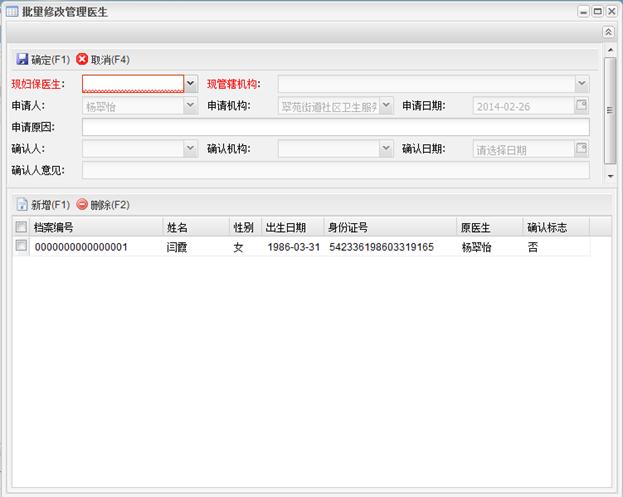 批量修改管理医生
确定(F1) 取消(F4)
现妇保医生: 现管辖机构:
申请人: 杨翠怡 申请机构: 翠苑街道社区卫生服务 申请日期: 2014-02-26
申请原因:
确认人: 确认机构: 确认日期: 请选择日期
确认人意见:
新增(F1) 删除(F2)
档案编号 姓名 性别 出生日期 身份证号 原医生 确认标志
0000000000000001 闫霞 女 1986-03-31 542336198603319165 杨翠怡 否